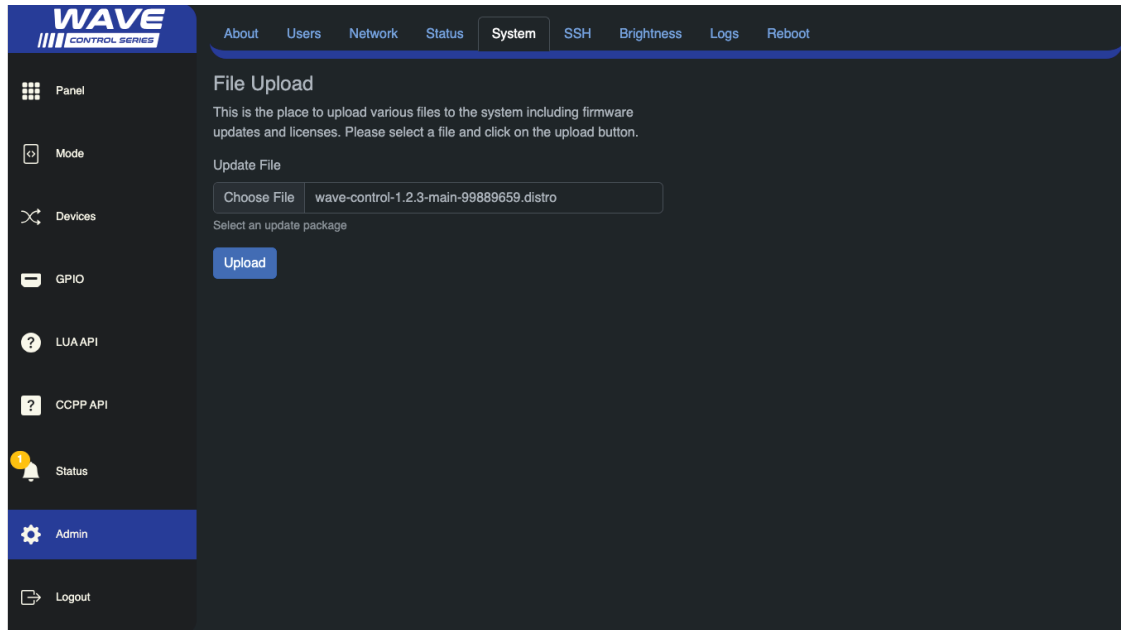 WAVE
CONTROL SERIES
About Users Network Status System SSH Brightness Logs Reboot
Panel
Mode
Devices
GPIO
LUA API
CCPP API
1
Status
Admin
Logout
File Upload
This is the place to upload various files to the system including firmware
updates and licenses. Please select a file and click on the upload button.
Update File
Choose File wave-control-1.2.3-main-99889659.distro
Select an update package
Upload